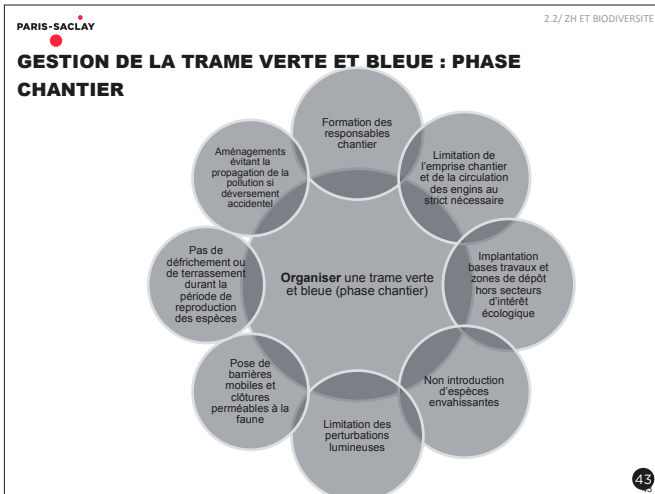 PARIS-SACLAY
2.2/ ZH ET BIODIVERSITE
GESTION DE LA TRAME VERTE ET BLEUE : PHASE
CHANTIER
Formation des
responsables
chantier
Limitation de
l'emprise chantier
et de la circulation
des engins au
strict nécessaire
Implantation
bases travaux et
zones de dépôt
hors secteurs
d'intérêt
écologique
Non introduction
d'espèces
envahissantes
Limitation des
perturbations
lumineuses
Pose de
barrières
mobiles et
clôtures
perméables à la
faune
Pas de
défrichement ou
de terrassement
durant la
période de
reproduction
des espèces
Aménagements
évitant la
propagation de la
pollution si
déversement
accidentel
Organiser une trame verte
et bleue (phase chantier)
43